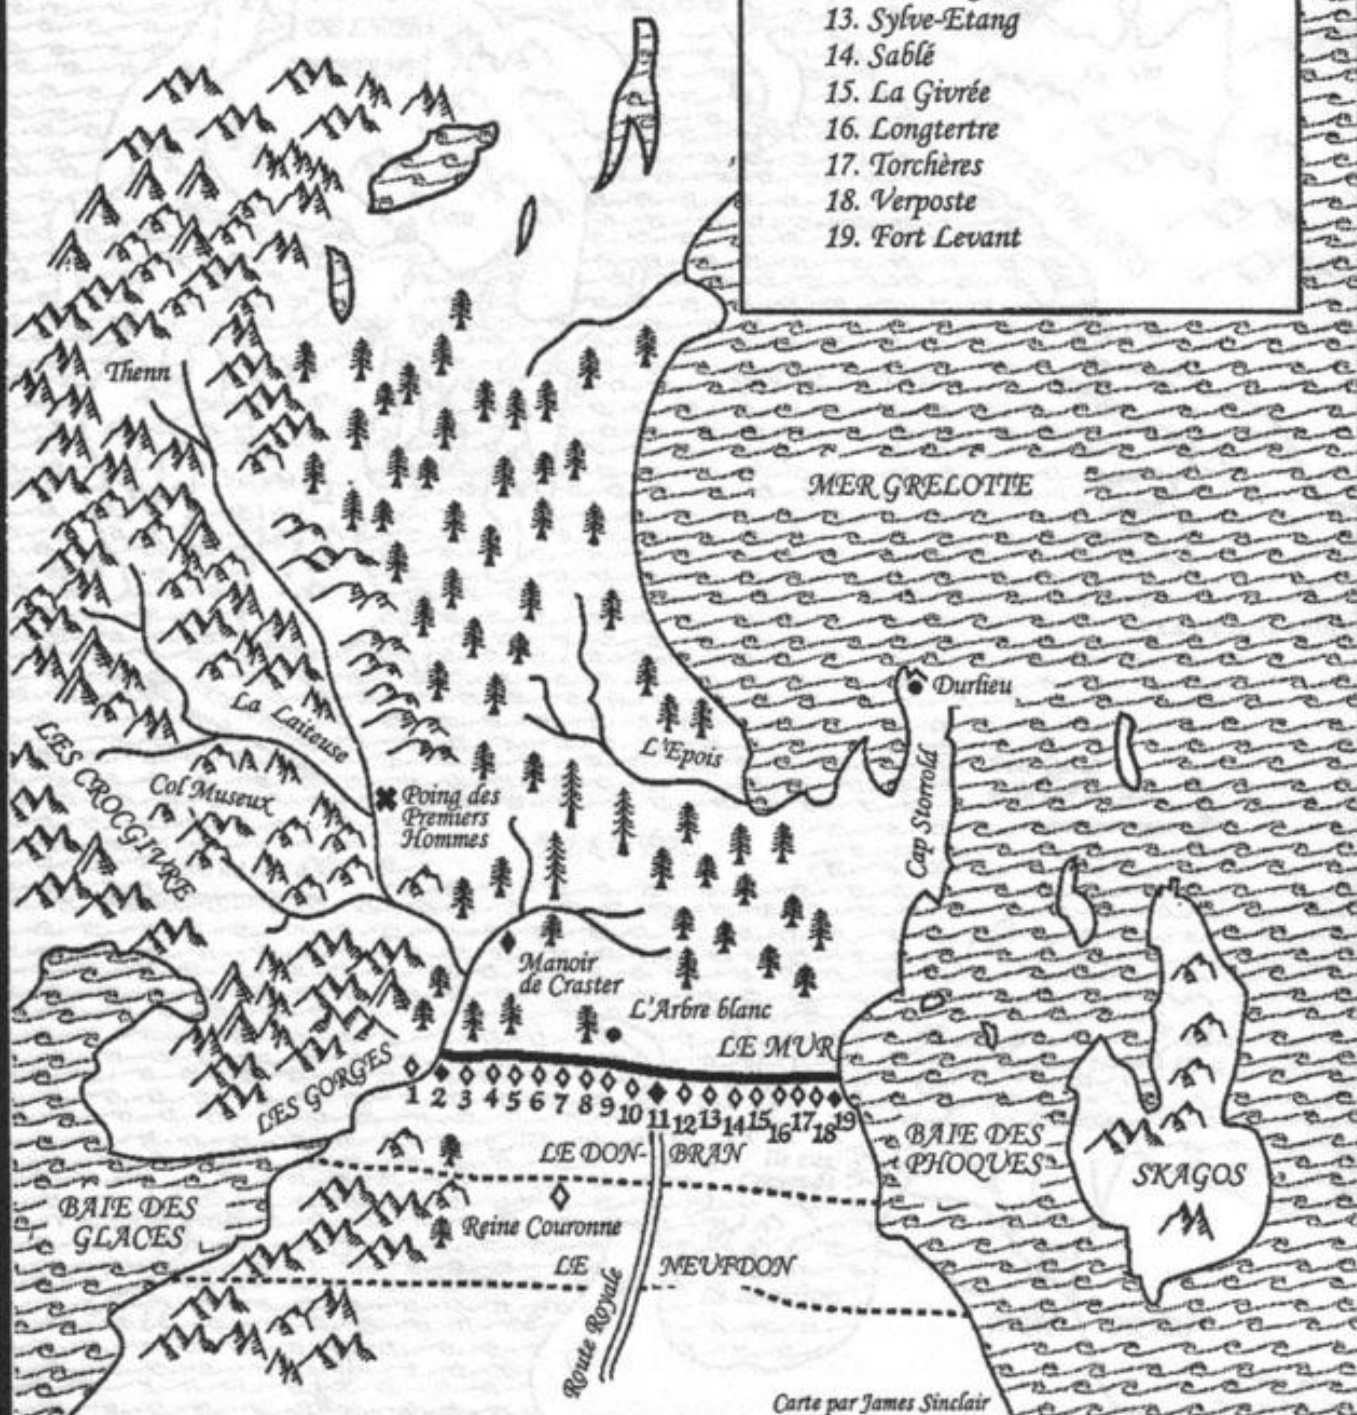 13. Sylve-Etang
14. Sablé
15. La Givrée
16. Longtertre
17. Torchères
18. Verposte
19. Fort Levant
Thenn
MER GRELOTTE
Durlieu
La Laiteuse
L'Epois
LES CROCGIVRE
Col Museux
Poing des
Premiers
Hommes
Cap Storrold
Manoir
de Craster
L'Arbre blanc
LE MUR
LES GORGES
1 2 3 4 5 6 7 8 9 10 11 12 13 14 15 16 17 18 19
LE DON- BRAN
BAIE DES
PHOQUES
SKAGOS
BAIE DES
GLACES
Reine Couronne
LE NEUFDON
Route Royale
Carte par James Sinclair